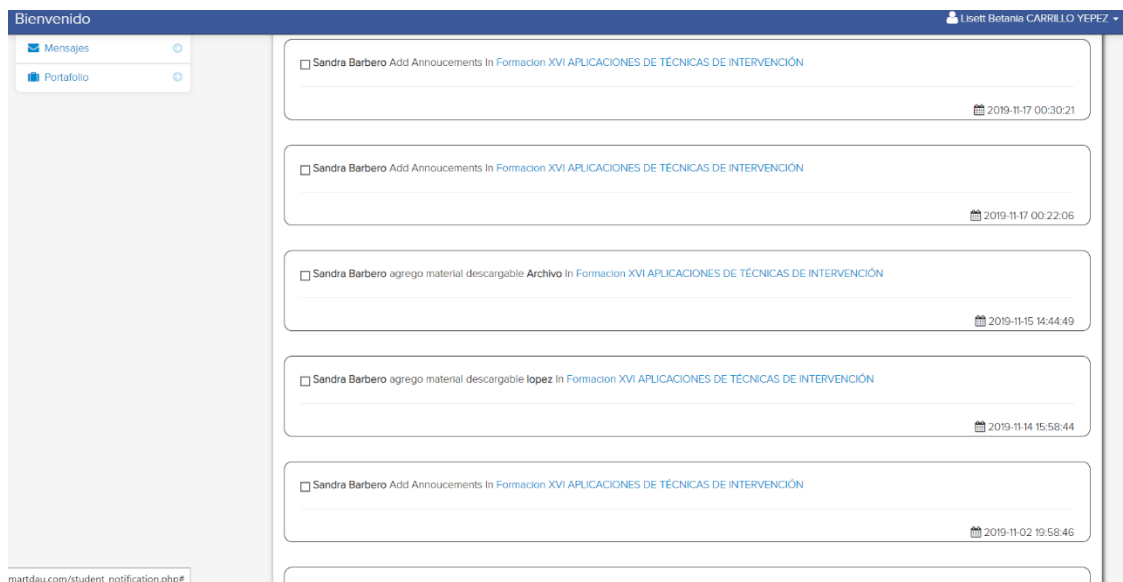 Bienvenido
Lisett Betania CARRILLO YEPEZ
Mensajes
Portafolio
Sandra Barbero Add Annoucements In Formacion XVI APLICACIONES DE TÉCNICAS DE INTERVENCIÓN
2019-11-17 00:30:21
Sandra Barbero Add Annoucements In Formacion XVI APLICACIONES DE TÉCNICAS DE INTERVENCIÓN
2019-11-17 00:22:06
Sandra Barbero agrego material descargable Archivo In Formacion XVI APLICACIONES DE TÉCNICAS DE INTERVENCIÓN
2019-11-15 14:44:49
Sandra Barbero agrego material descargable lopez In Formacion XVI APLICACIONES DE TÉCNICAS DE INTERVENCIÓN
2019-11-14 15:58:44
Sandra Barbero Add Annoucements In Formacion XVI APLICACIONES DE TÉCNICAS DE INTERVENCIÓN
2019-11-02 19:58:46
martdau.com/student_notification.php#